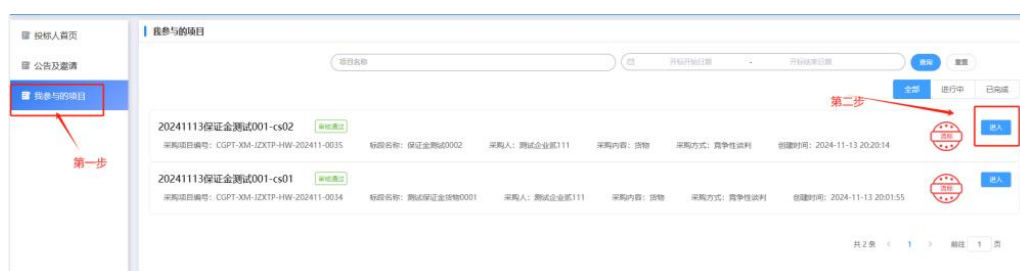 投标人首页
我参与的项目
项目名称
开标开始日期 - 开标结束日期
查询 重置
公告及邀请
全部 进行中 已完成
我参与的项目
第二步
20241113保证金测试001-cs02 审核通过
流标
进入
采购项目编号：CGPT-XM-JZXTP-HW-202411-0035 标段名称：保证金测试0002 采购人：测试企业贰111 采购内容：货物 采购方式：竞争性谈判 创建时间：2024-11-13 20:20:14
第一步
20241113保证金测试001-cs01 审核通过
流标
进入
采购项目编号：CGPT-XM-JZXTP-HW-202411-0034 标段名称：测试保证金货物0001 采购人：测试企业贰111 采购内容：货物 采购方式：竞争性谈判 创建时间：2024-11-13 20:01:55
共 2 条 < 1 > 前往 1 页